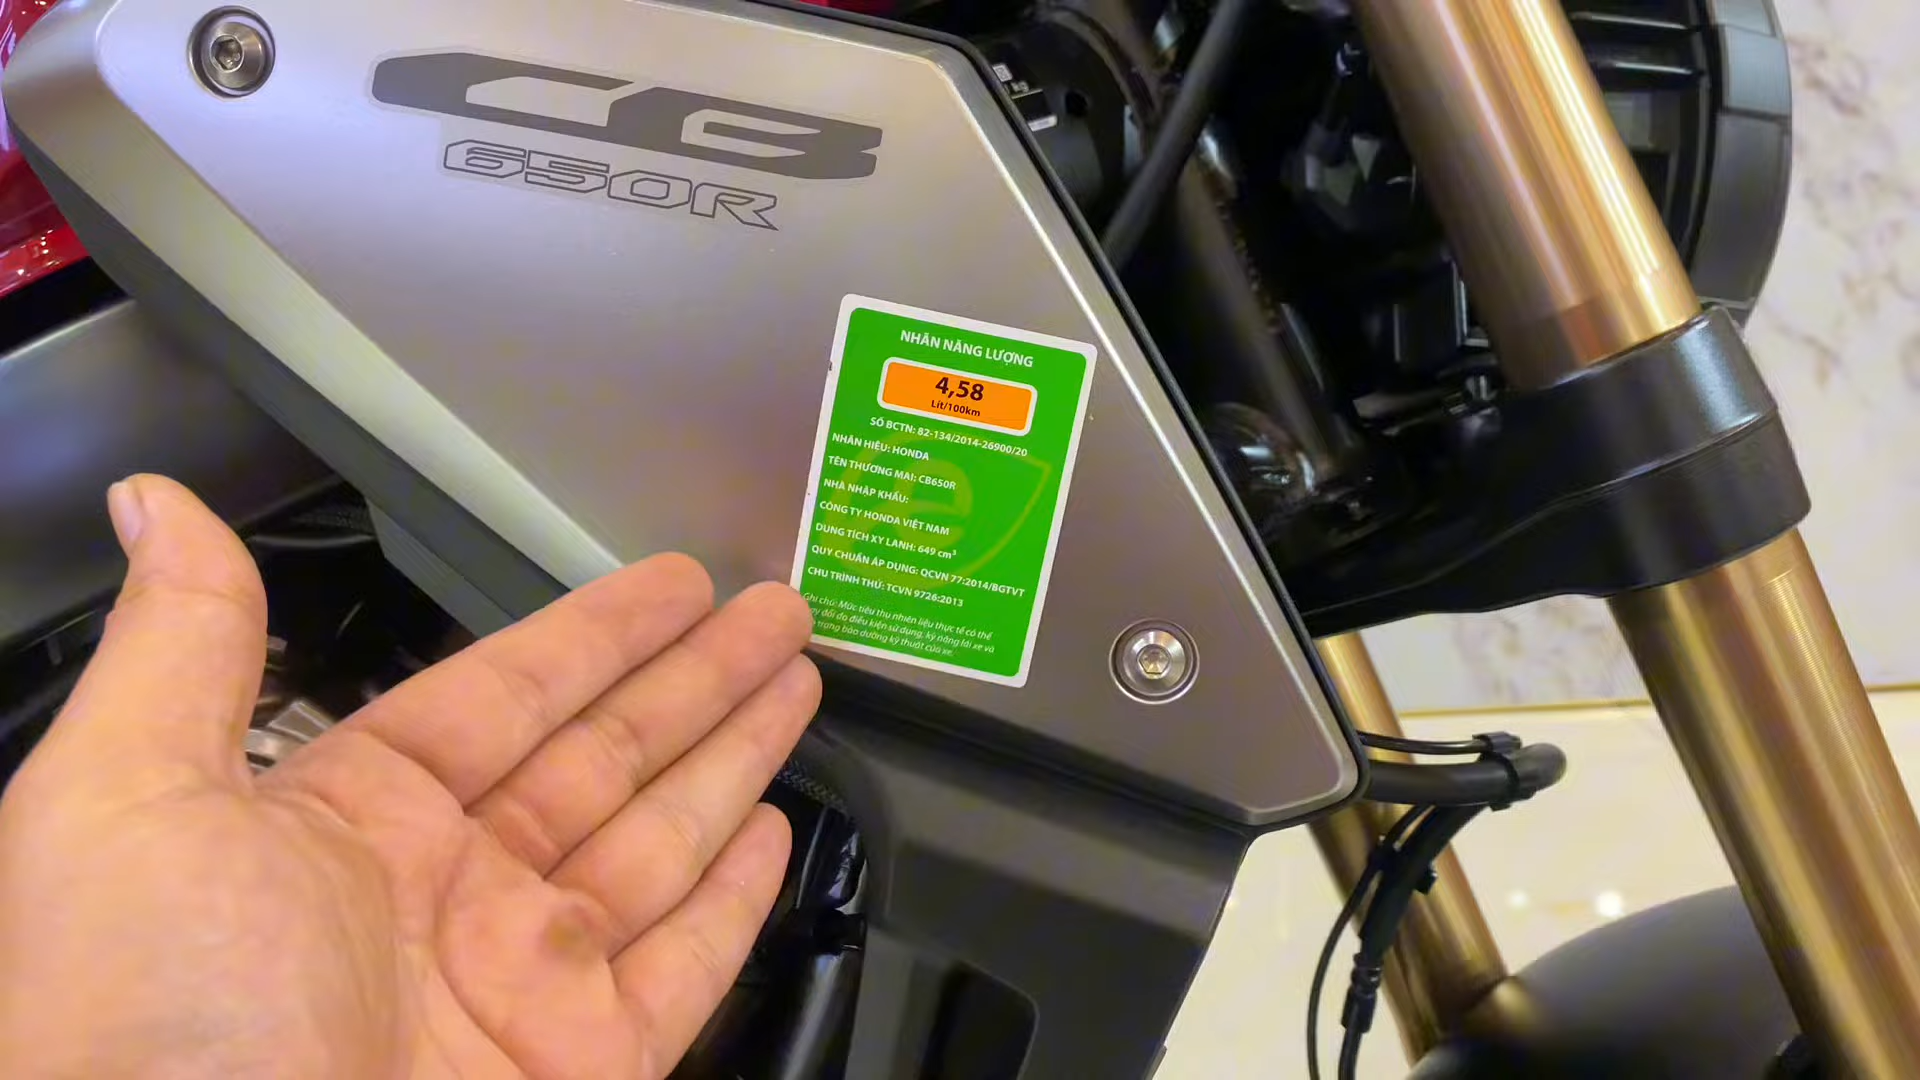 CB
650R
kg
NHÃN NĂNG LƯỢNG
4,58
Lít/100km
SỐ BCTN: 82-134/2014-26900/20
NHÃN HIỆU: HONDA
TÊN THƯƠNG MẠI: CB650R
NHÀ NHẬP KHẨU:
CÔNG TY HONDA VIỆT NAM
DUNG TÍCH XY LANH: 649 cm³
QUY CHUẨN ÁP DỤNG: QCVN 77:2014/BGTVT
CHU TRÌNH THỬ: TCVN 9726:2013
Ghi chú: Mức tiêu thụ nhiên liệu thực tế có thể
đổi do điều kiện sử dụng, kỹ năng lái xe và
trạng bảo dưỡng kỹ thuật của xe.